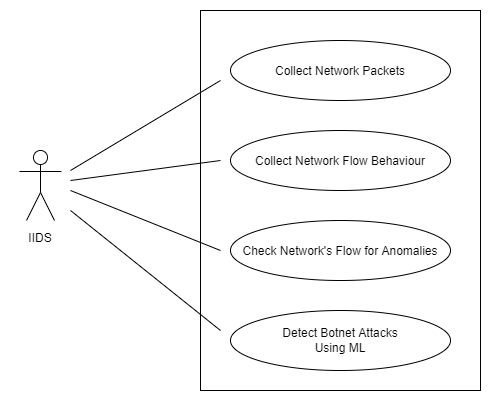 Collect Network Packets
Collect Network Flow Behaviour
IIDS
Check Network's Flow for Anomalies
Detect Botnet Attacks
Using ML